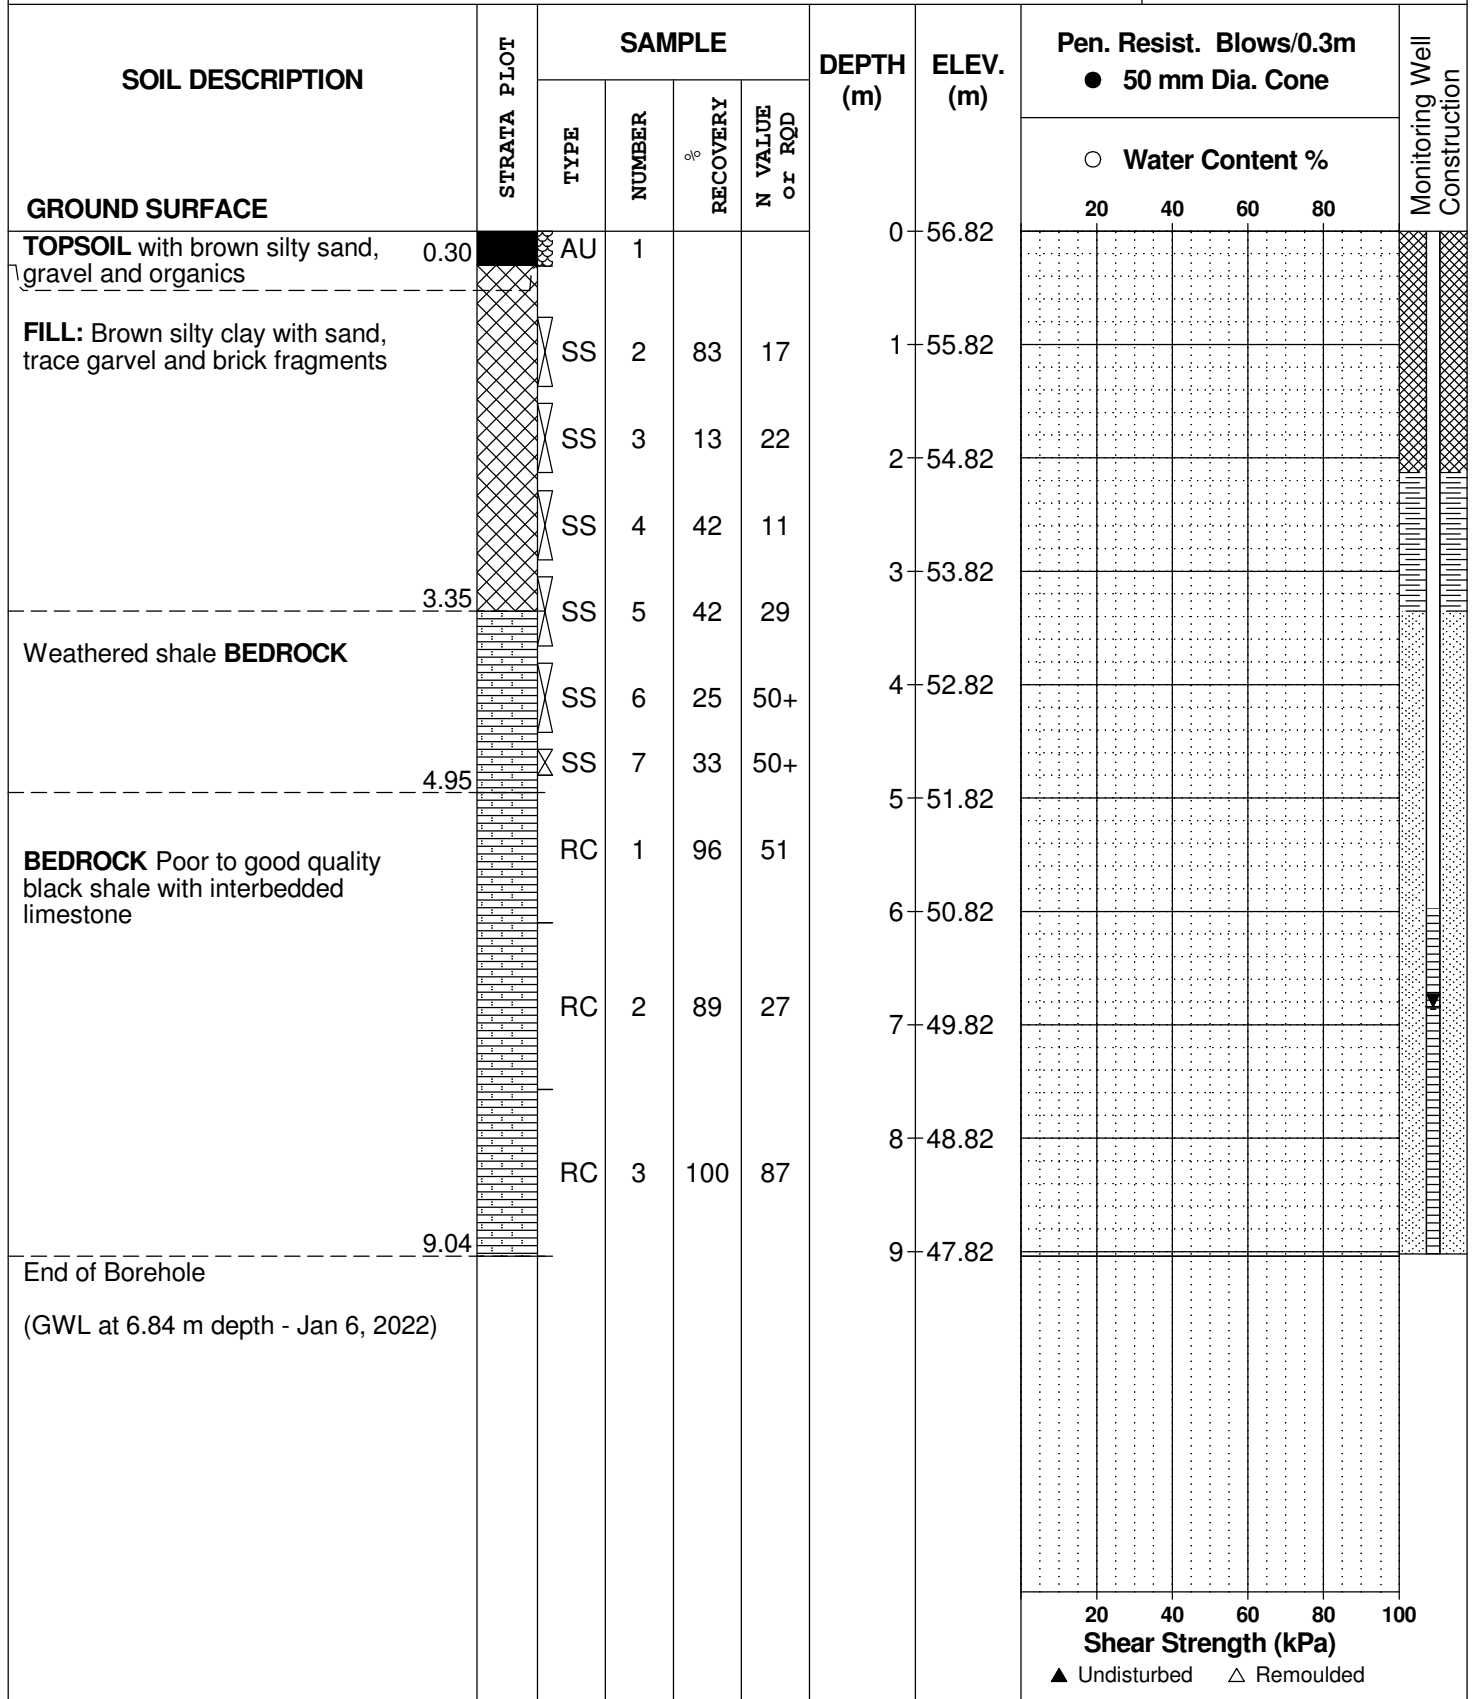 SOIL DESCRIPTION
GROUND SURFACE
STRATA PLOT
SAMPLE
TYPE
NUMBER
% RECOVERY
N VALUE or RQD
DEPTH (m)
ELEV. (m)
Pen. Resist. Blows/0.3m
● 50 mm Dia. Cone
○ Water Content %
20 40 60 80
Monitoring Well Construction
TOPSOIL with brown silty sand, 0.30
gravel and organics
AU 1
0 56.82
FILL: Brown silty clay with sand,
trace garvel and brick fragments
SS 2 83 17
1 55.82
SS 3 13 22
2 54.82
SS 4 42 11
3 53.82
3.35
SS 5 42 29
Weathered shale BEDROCK
SS 6 25 50+
4 52.82
SS 7 33 50+
4.95
5 51.82
BEDROCK Poor to good quality
black shale with interbedded
limestone
RC 1 96 51
6 50.82
RC 2 89 27
7 49.82
8 48.82
RC 3 100 87
9.04
9 47.82
End of Borehole
(GWL at 6.84 m depth - Jan 6, 2022)
20 40 60 80 100
Shear Strength (kPa)
▲ Undisturbed △ Remoulded